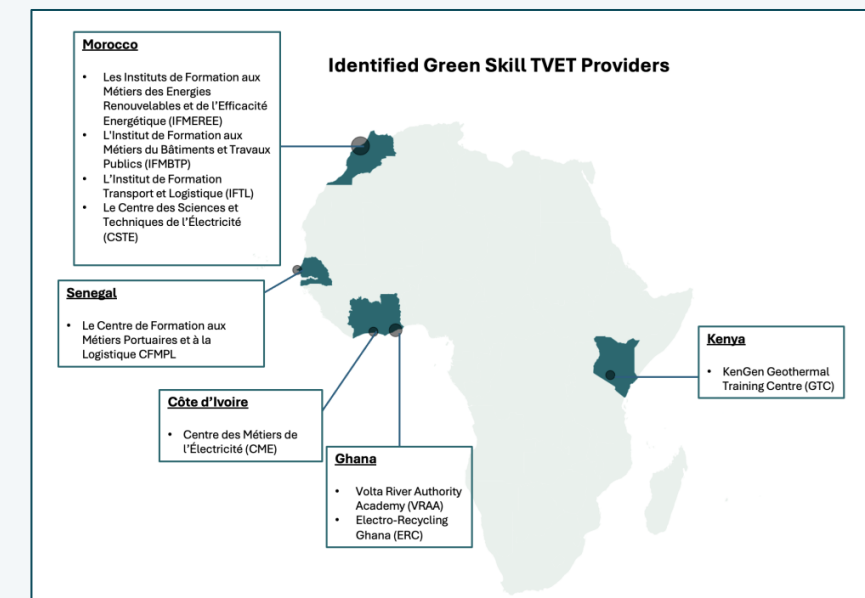 Identified Green Skill TVET Providers
Morocco
• Les Instituts de Formation aux
Métiers des Energies
Renouvelables et de l'Efficacité
Energétique (IFMEREE)
• L'Institut de Formation aux
Métiers du Bâtiments et Travaux
Publics (IFMBTP)
• L'Institut de Formation
Transport et Logistique (IFTL)
• Le Centre des Sciences et
Techniques de l'Électricité
(CSTE)
Senegal
• Le Centre de Formation aux
Métiers Portuaires et à la
Logistique CFMPL
Côte d'Ivoire
• Centre des Métiers de
l'Électricité (CME)
Ghana
• Volta River Authority
Academy (VRAA)
• Electro-Recycling
Ghana (ERC)
Kenya
• KenGen Geothermal
Training Centre (GTC)